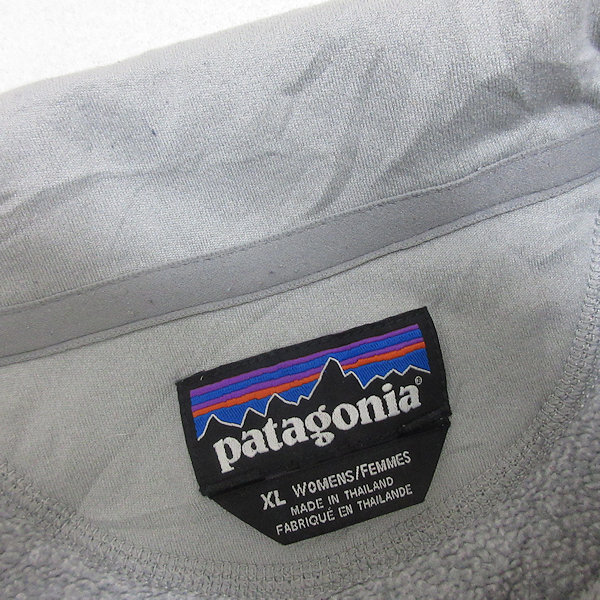 patagonia®
XL WOMENS/FEMMES
MADE IN THAILAND
FABRIQUÉ EN THAILANDE